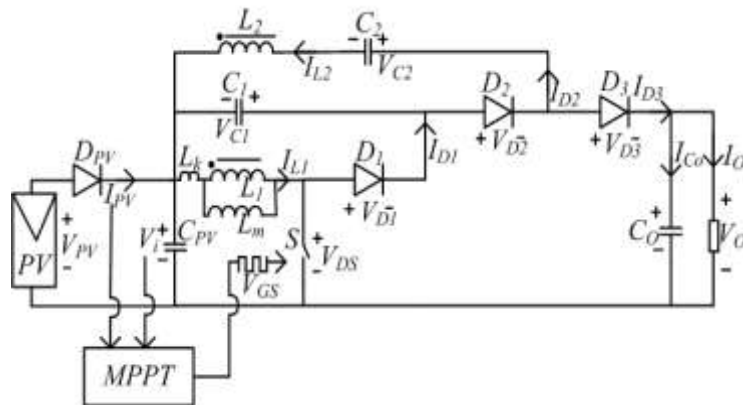 L2
C2
- +
IL2
VC2
C1
- +
VC1
D2
ID2
+ VD2 -
D3
ID3
+ VD3 -
DPV
IPV
Lk
L1
IL1
Lm
D1
+ VD1 -
ID1
ICo
IO
PV
+
VPV
-
Vi
+
-
CPV
S
+
VDS
-
VGS
CO
+
-
+
VO
-
MPPT